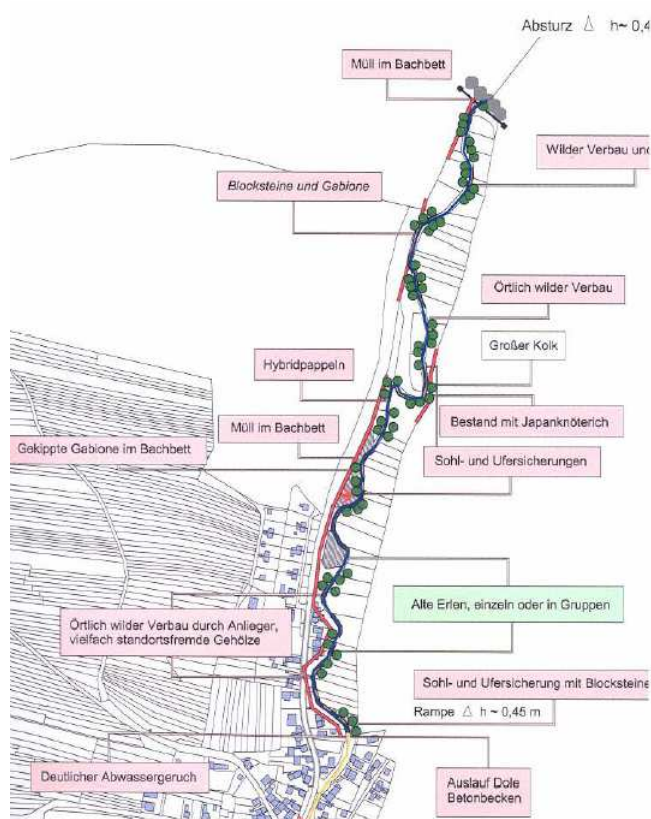 Absturz △ h~ 0,4
Müll im Bachbett
Wilder Verbau und
Blocksteine und Gabione
Örtlich wilder Verbau
Großer Kolk
Hybridpappeln
Bestand mit Japanknöterich
Müll im Bachbett
Gekippte Gabione im Bachbett
Sohl- und Ufersicherungen
Alte Erlen, einzeln oder in Gruppen
Örtlich wilder Verbau durch Anlieger,
vielfach standortsfremde Gehölze
Sohl- und Ufersicherung mit Blocksteine
Rampe △ h ~ 0,45 m
Deutlicher Abwassergeruch
Auslauf Dole
Betonbecken